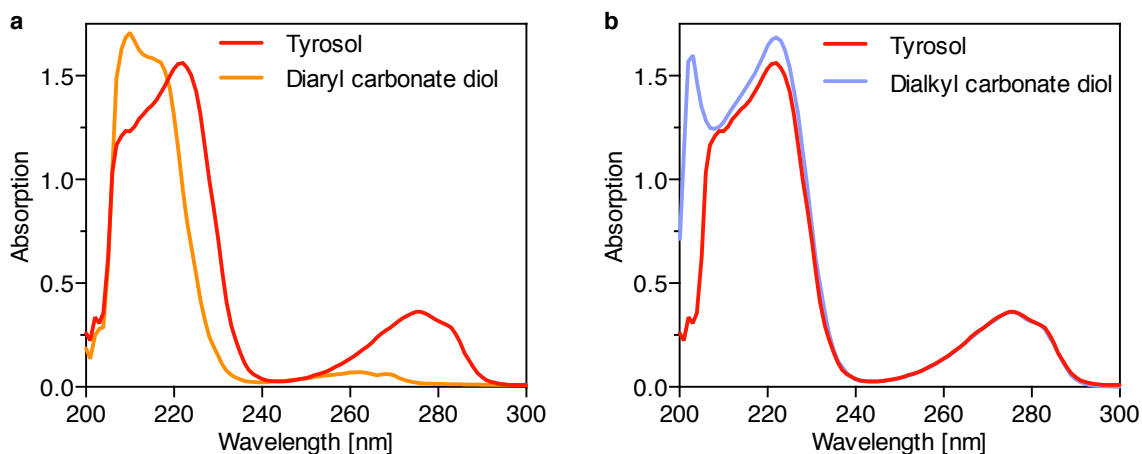 a
Tyrosol
Diaryl carbonate diol
Absorption
1.5
1.0
0.5
0.0
200 220 240 260 280 300
Wavelength [nm]
b
Tyrosol
Dialkyl carbonate diol
Absorption
1.5
1.0
0.5
0.0
200 220 240 260 280 300
Wavelength [nm]